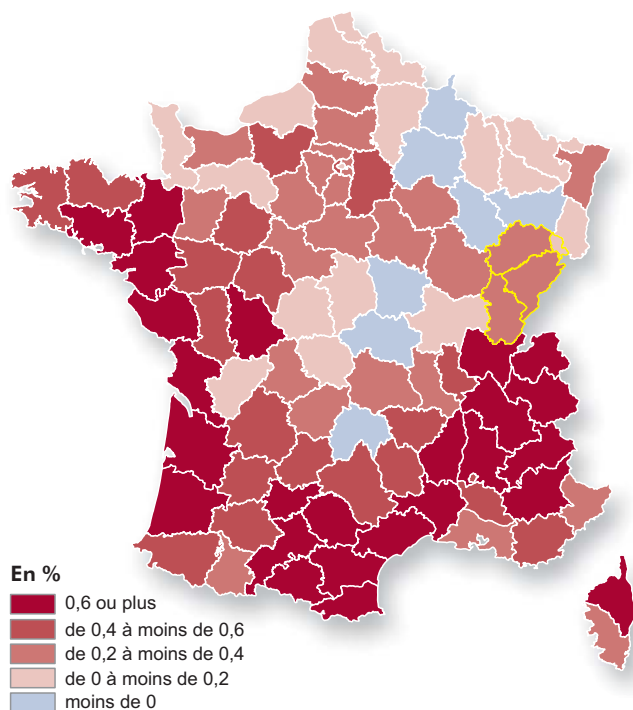 En %
0,6 ou plus
de 0,4 à moins de 0,6
de 0,2 à moins de 0,4
de 0 à moins de 0,2
moins de 0